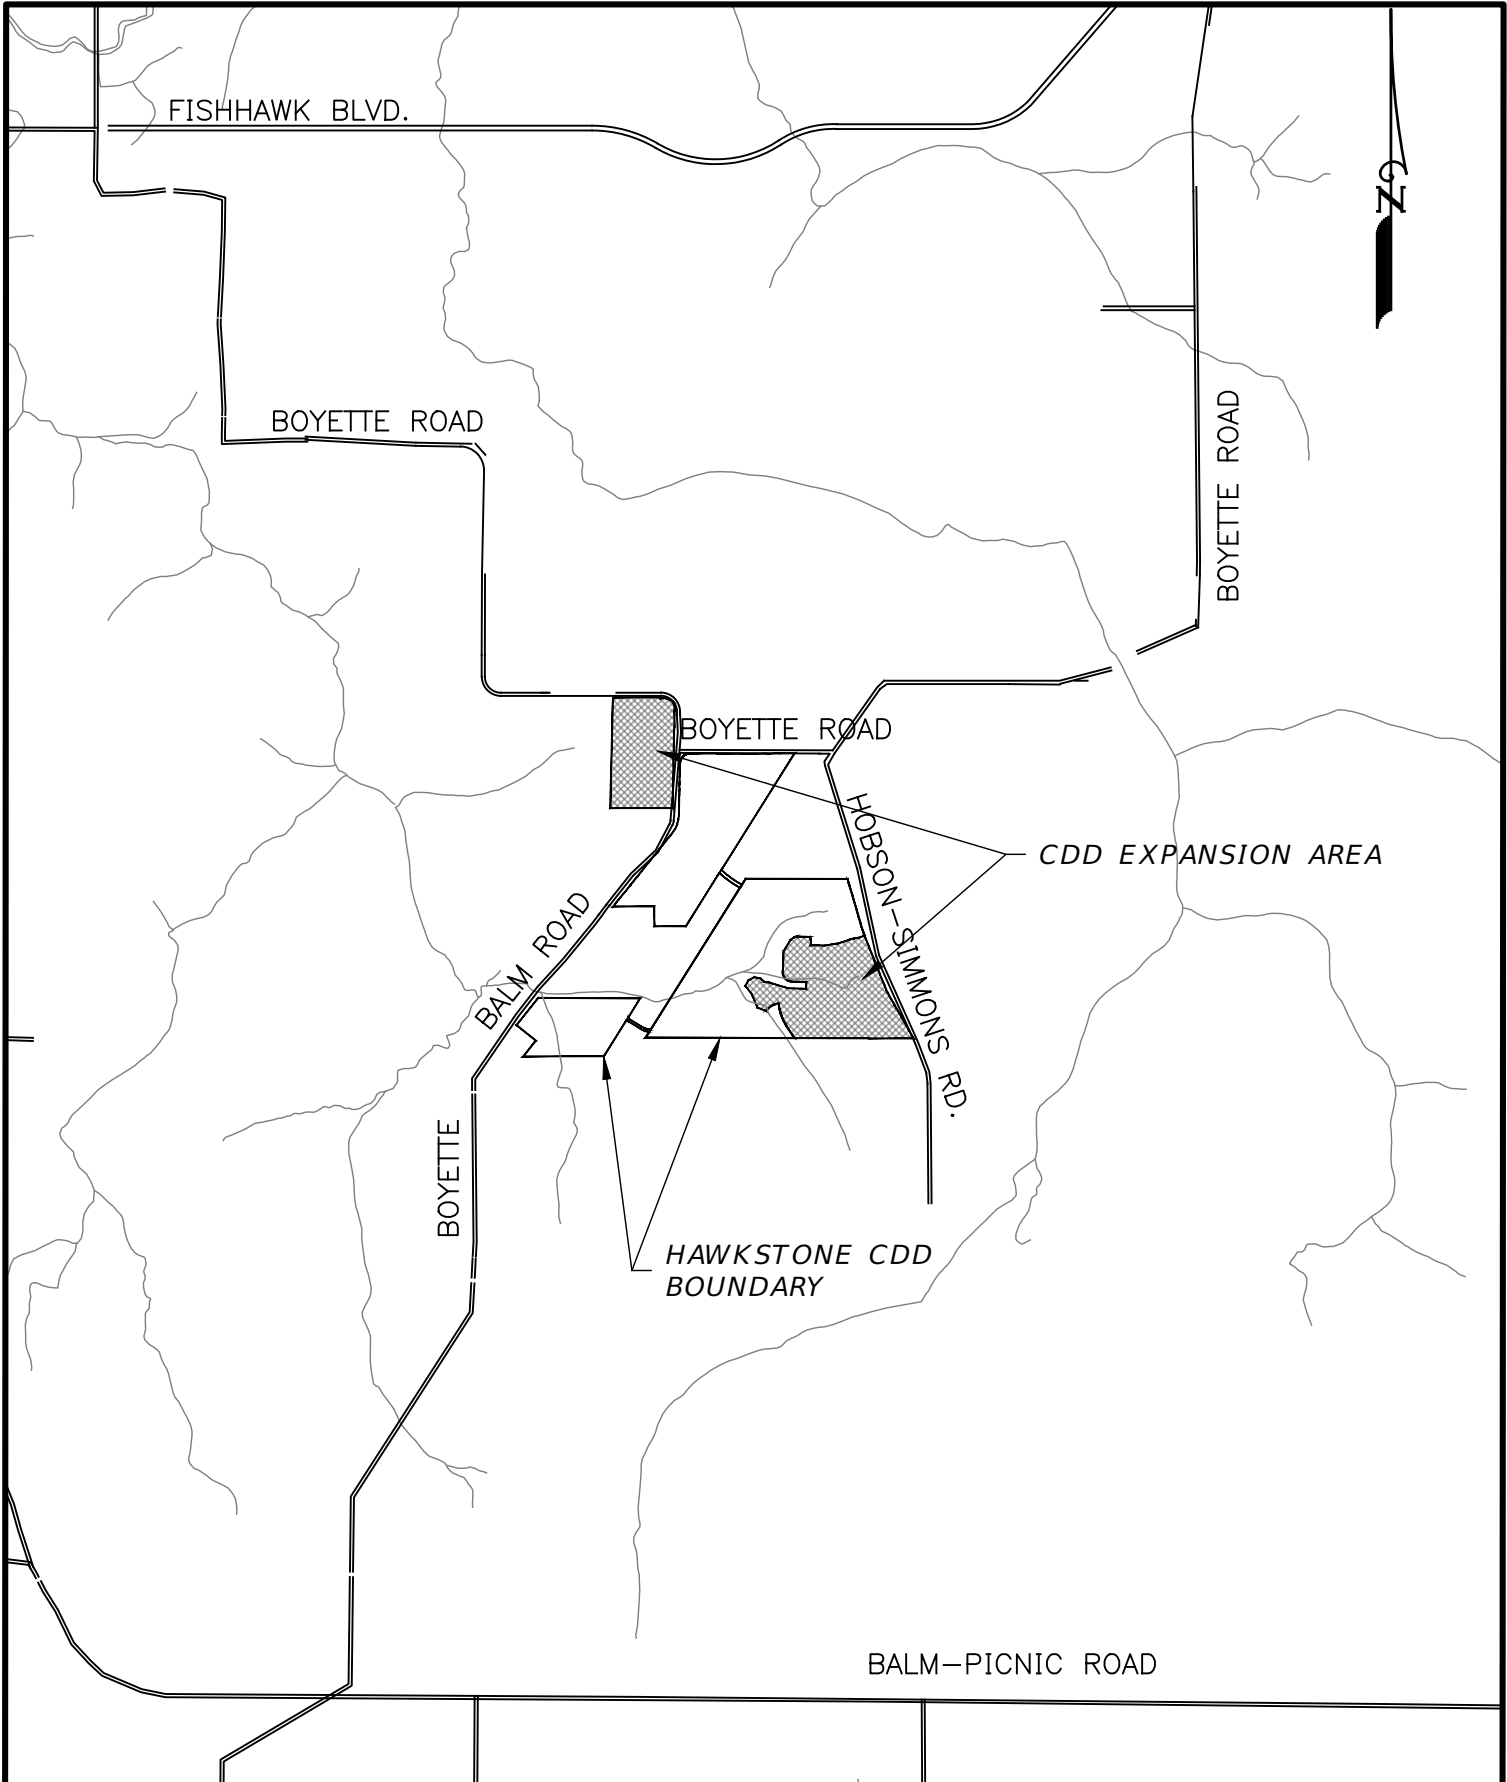 FISHHAWK BLVD.
N
BOYETTE ROAD
BOYETTE ROAD
BOYETTE ROAD
HOBSON-SIMMONS RD.
CDD EXPANSION AREA
BALM ROAD
BOYETTE
HAWKSTONE CDD
BOUNDARY
BALM-PICNIC ROAD